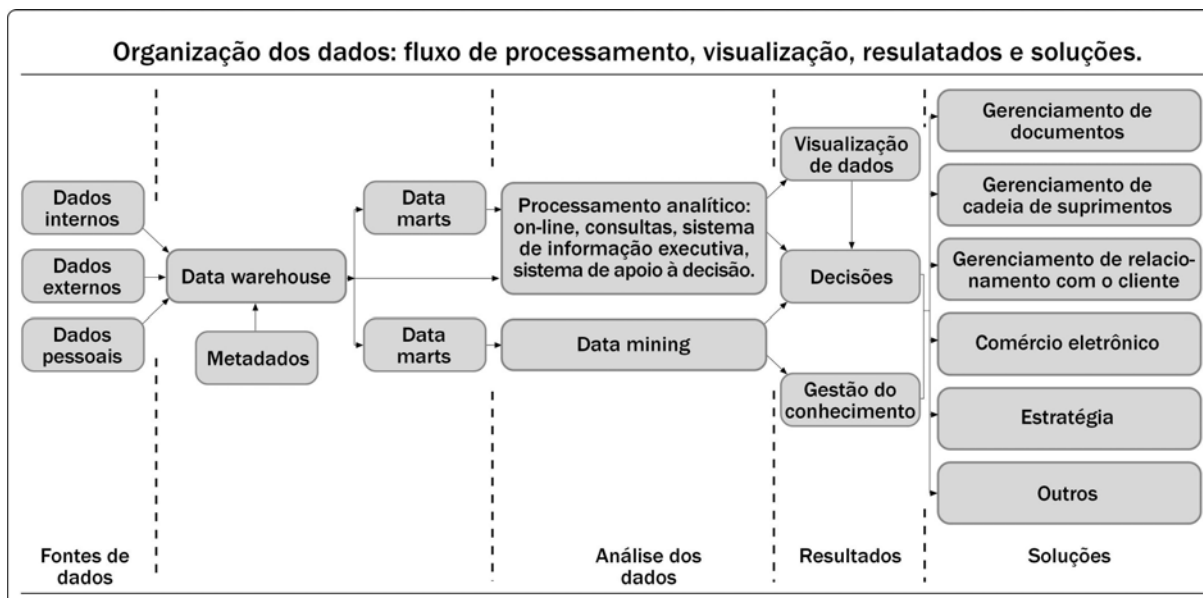 Organização dos dados: fluxo de processamento, visualização, resulatados e soluções.
Dados
internos
Dados
externos
Dados
pessoais
Data warehouse
Metadados
Data
marts
Data
marts
Processamento analítico:
on-line, consultas, sistema
de informação executiva,
sistema de apoio à decisão.
Data mining
Visualização
de dados
Decisões
Gestão do
conhecimento
Gerenciamento de
documentos
Gerenciamento de
cadeia de suprimentos
Gerenciamento de relacio-
namento com o cliente
Comércio eletrônico
Estratégia
Outros
Fontes de
dados
Análise dos
dados
Resultados
Soluções